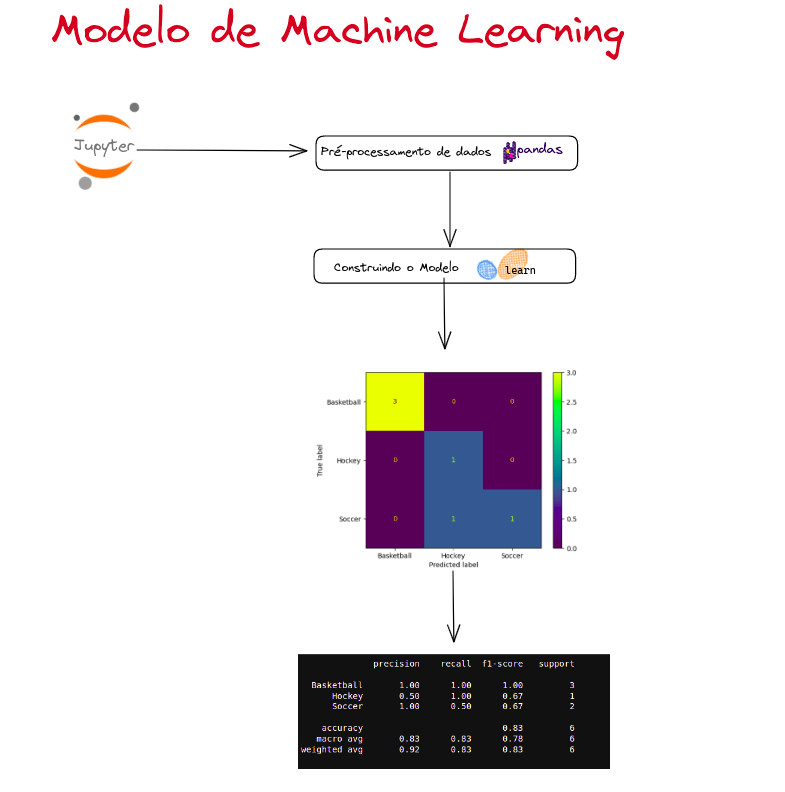 Modelo de Machine Learning
Jupyter
Pré-processamento de dados pandas
Construindo o Modelo learn
3.0
Basketball 3 0 0
2.5
2.0
True label
Hockey 0 1 0
1.5
1.0
Soccer 0 1 1
0.5
0.0
Basketball Hockey Soccer
Predicted label
precision recall f1-score support
Basketball 1.00 1.00 1.00 3
Hockey 0.50 1.00 0.67 1
Soccer 1.00 0.50 0.67 2
accuracy 0.83 6
macro avg 0.83 0.83 0.78 6
weighted avg 0.92 0.83 0.83 6